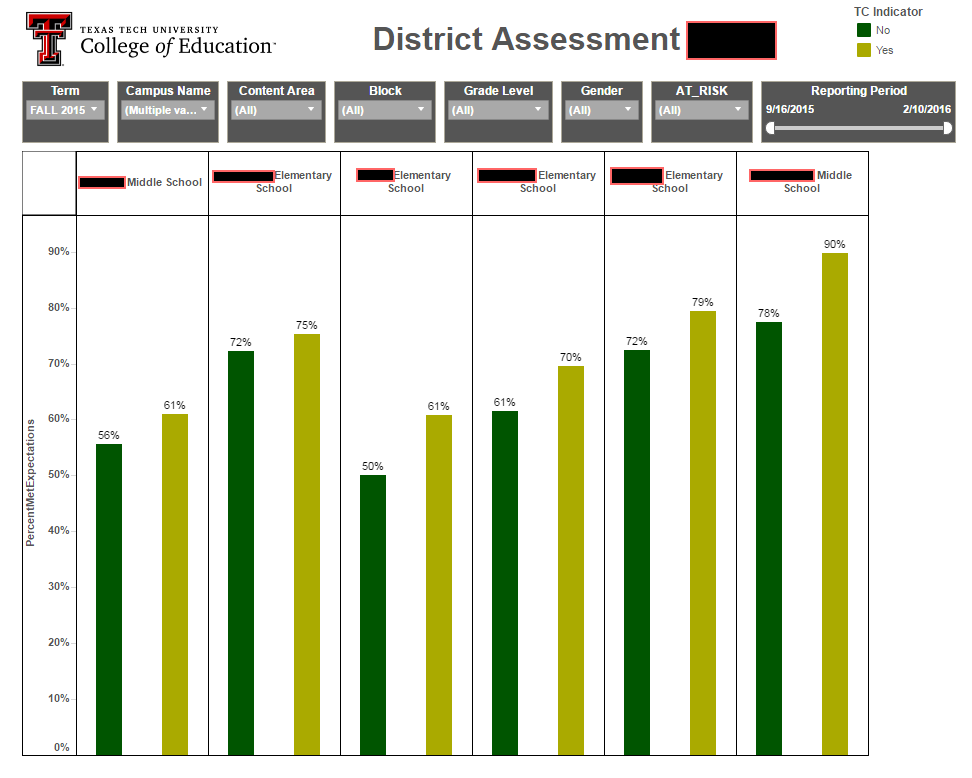 TEXAS TECH UNIVERSITY
College of Education
District Assessment
TC Indicator
No
Yes
Term
FALL 2015
Campus Name
(Multiple va...
Content Area
(All)
Block
(All)
Grade Level
(All)
Gender
(All)
AT_RISK
(All)
Reporting Period
9/16/2015 2/10/2016
Middle School
Elementary
School
Elementary
School
Elementary
School
Elementary
School
Middle
School
PercentMetExpectations
90%
80%
70%
60%
50%
40%
30%
20%
10%
0%
56%
61%
72%
75%
50%
61%
61%
70%
72%
79%
78%
90%